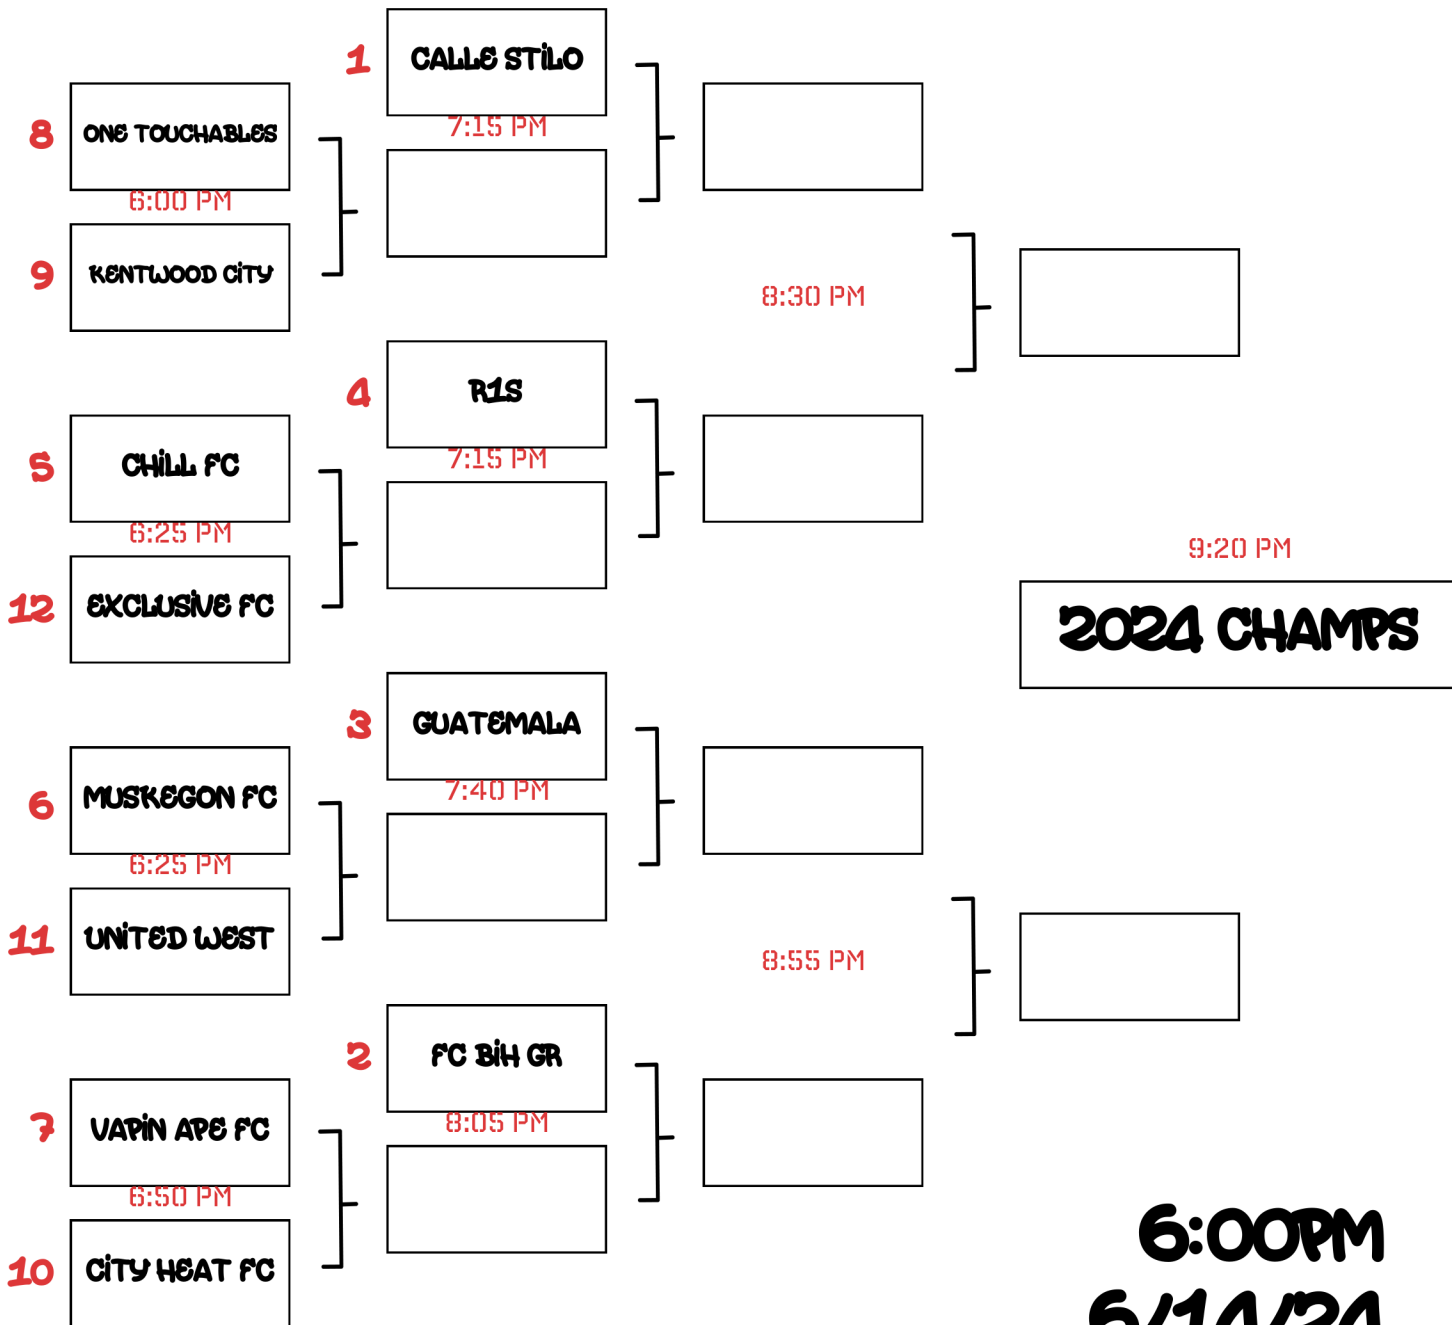 1
CALLE STiLO
7:15 PM
8
ONE TOUCHABLES
6:00 PM
9
KENTWOOD CiTY
8:30 PM
4
R1S
7:15 PM
5
CHiLL FC
6:25 PM
12
EXCLUSiVE FC
9:20 PM
2024 CHAMPS
3
GUATEMALA
7:40 PM
6
MUSKEGON FC
6:25 PM
11
UNiTED WEST
8:55 PM
2
FC BiH GR
8:05 PM
7
VAPiN APE FC
6:50 PM
10
CiTY HEAT FC
6:00PM
6/14/24